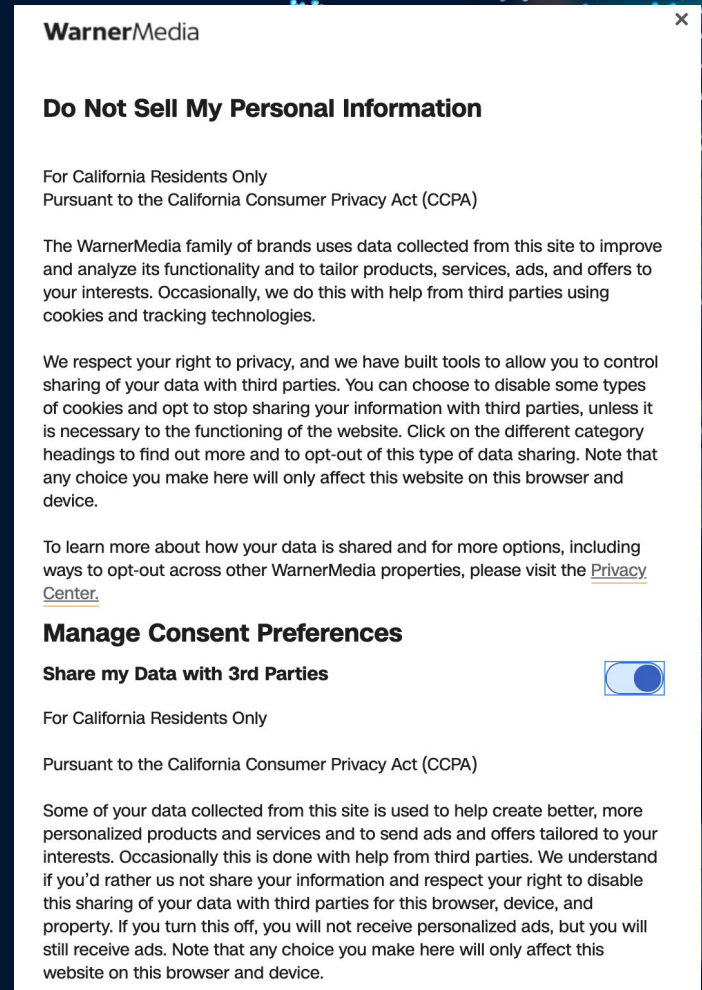 WarnerMedia
Do Not Sell My Personal Information
For California Residents Only
Pursuant to the California Consumer Privacy Act (CCPA)
The WarnerMedia family of brands uses data collected from this site to improve
and analyze its functionality and to tailor products, services, ads, and offers to
your interests. Occasionally, we do this with help from third parties using
cookies and tracking technologies.
We respect your right to privacy, and we have built tools to allow you to control
sharing of your data with third parties. You can choose to disable some types
of cookies and opt to stop sharing your information with third parties, unless it
is necessary to the functioning of the website. Click on the different category
headings to find out more and to opt-out of this type of data sharing. Note that
any choice you make here will only affect this website on this browser and
device.
To learn more about how your data is shared and for more options, including
ways to opt-out across other WarnerMedia properties, please visit the Privacy
Center.
Manage Consent Preferences
Share my Data with 3rd Parties
For California Residents Only
Pursuant to the California Consumer Privacy Act (CCPA)
Some of your data collected from this site is used to help create better, more
personalized products and services and to send ads and offers tailored to your
interests. Occasionally this is done with help from third parties. We understand
if you’d rather us not share your information and respect your right to disable
this sharing of your data with third parties for this browser, device, and
property. If you turn this off, you will not receive personalized ads, but you will
still receive ads. Note that any choice you make here will only affect this
website on this browser and device.